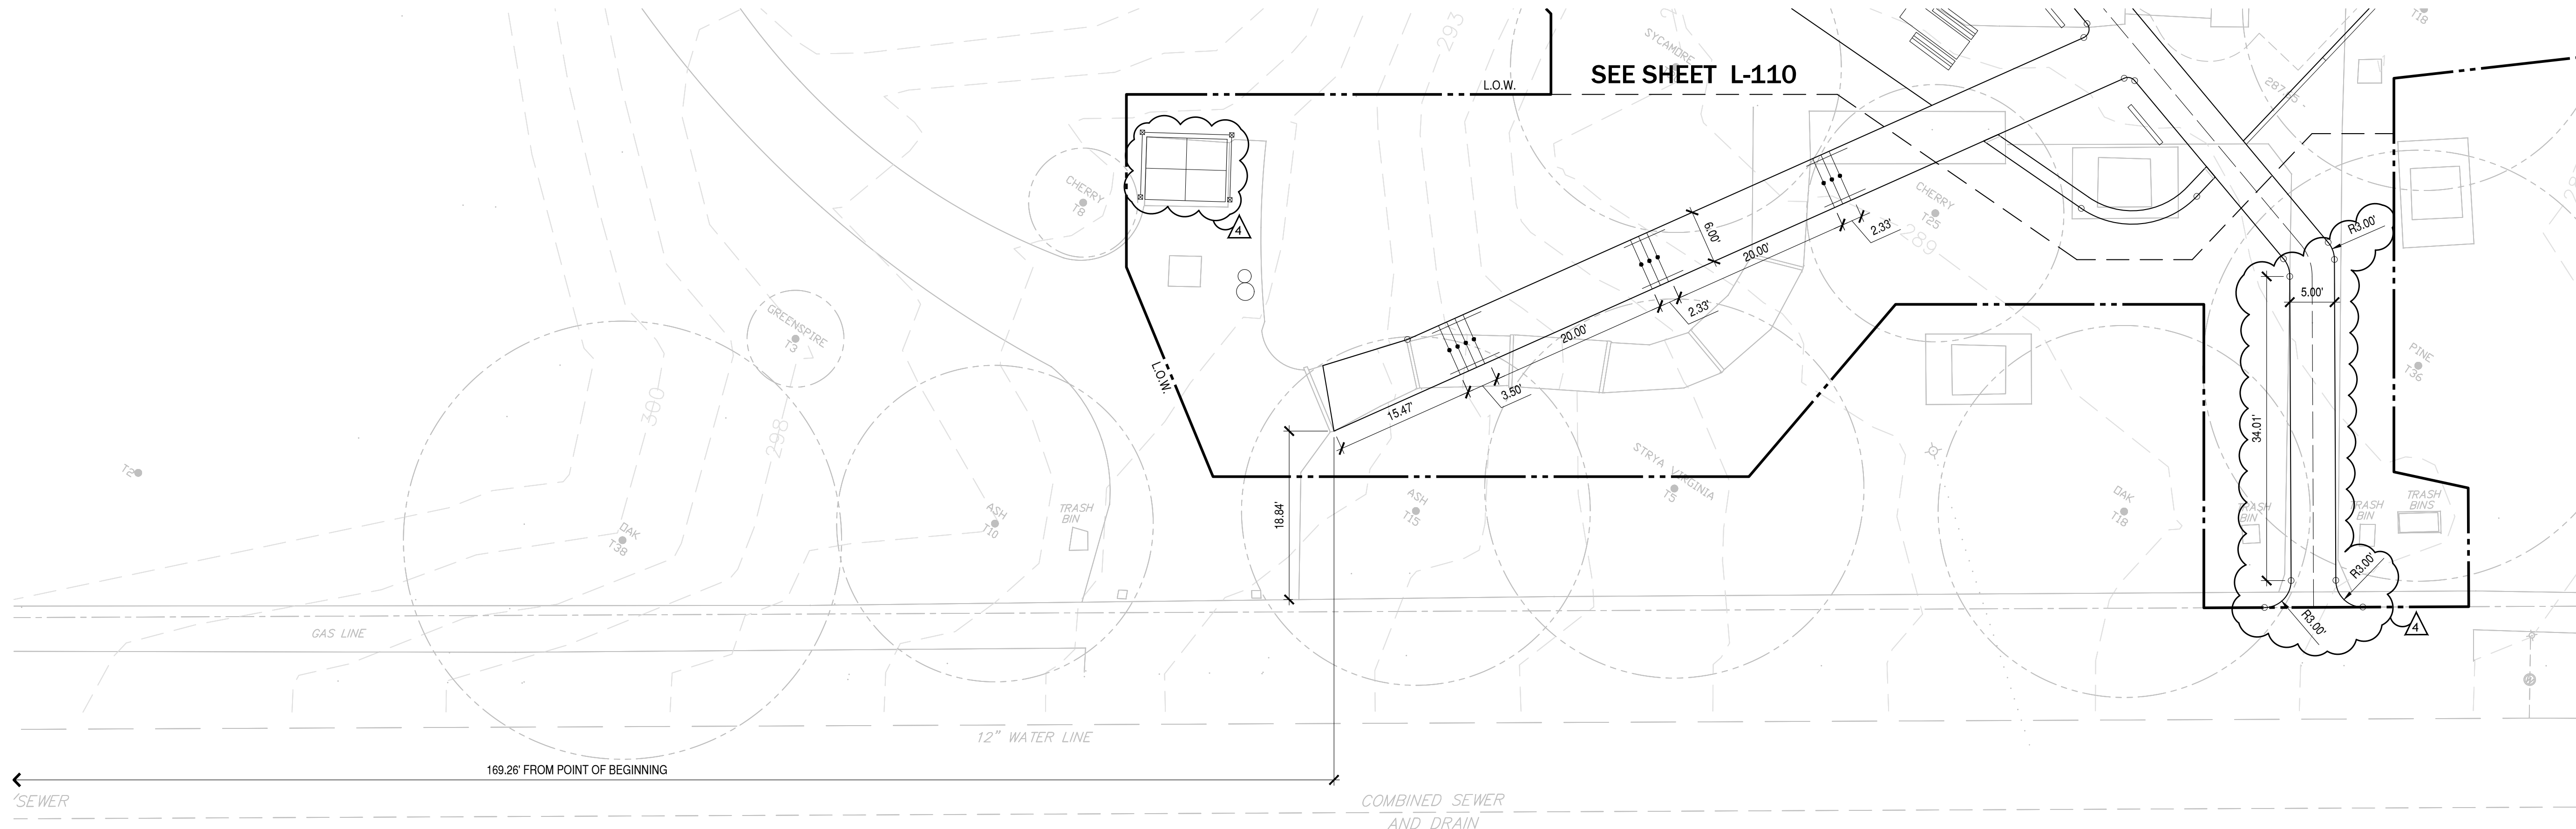 293
SYCAMORE
T18
SEE SHEET L-110
L.O.W.
287.95
CHERRY
T8
4
6.00'
2.33'
20.00'
CHERRY
T25
289
R3.00'
5.00'
GREENSPIRE
T3
2.33'
20.00'
L.O.W.
3.50'
15.47'
PINE
T36
300
298
34.01'
T2
STRYA VIRGINIA
T5
ASH
T15
OAK
T18
TRASH
BIN
TRASH
BIN
TRASH
BINS
18.84'
ASH
T10
TRASH
BIN
OAK
T38
R3.00'
R3.00'
4
GAS LINE
12" WATER LINE
169.26' FROM POINT OF BEGINNING
SEWER
COMBINED SEWER
AND DRAIN